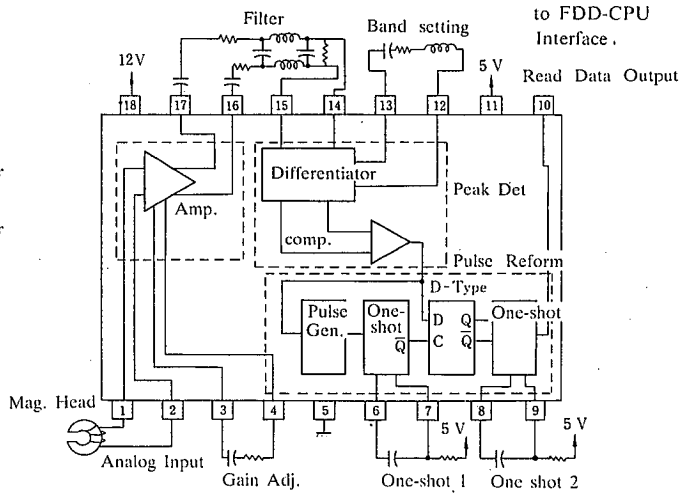 to FDD-CPU
Interface.
Filter
Band setting
12V
5 V
Read Data Output
18
17
16
15
14
13
12
11
10
Differentiator
Amp.
Peak Det
comp.
Pulse Reform
D-Type
Pulse
Gen.
One-
shot
Q
D Q
C Q
One-shot
Mag. Head
1
2
3
4
5
6
7
8
9
5 V
5 V
Analog Input
Gain Adj.
One-shot 1
One shot 2